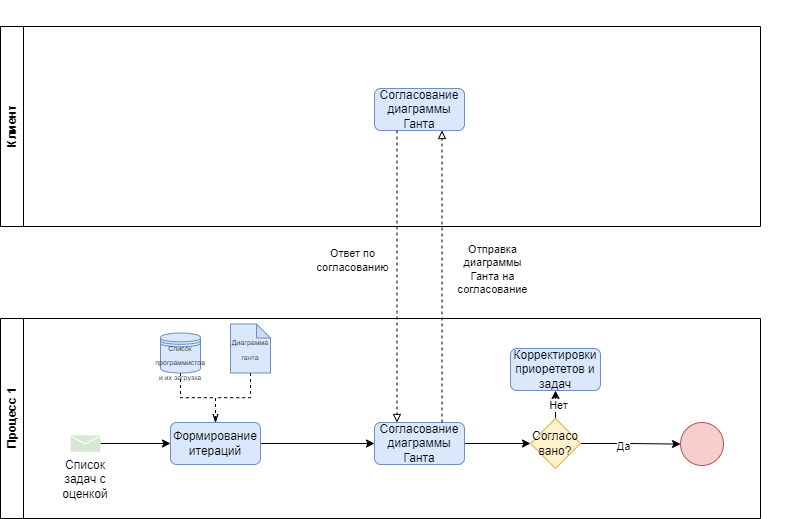 Клиент
Согласование
диаграммы
Ганта
Ответ по
согласованию
Отправка
диаграммы
Ганта на
согласование
Процесс 1
Список
программистов
и их загрузка
Диаграмма
ганта
Список
задач с
оценкой
Формирование
итераций
Согласование
диаграммы
Ганта
Корректировки
приорететов и
задач
Нет
Согласо
вано?
Да